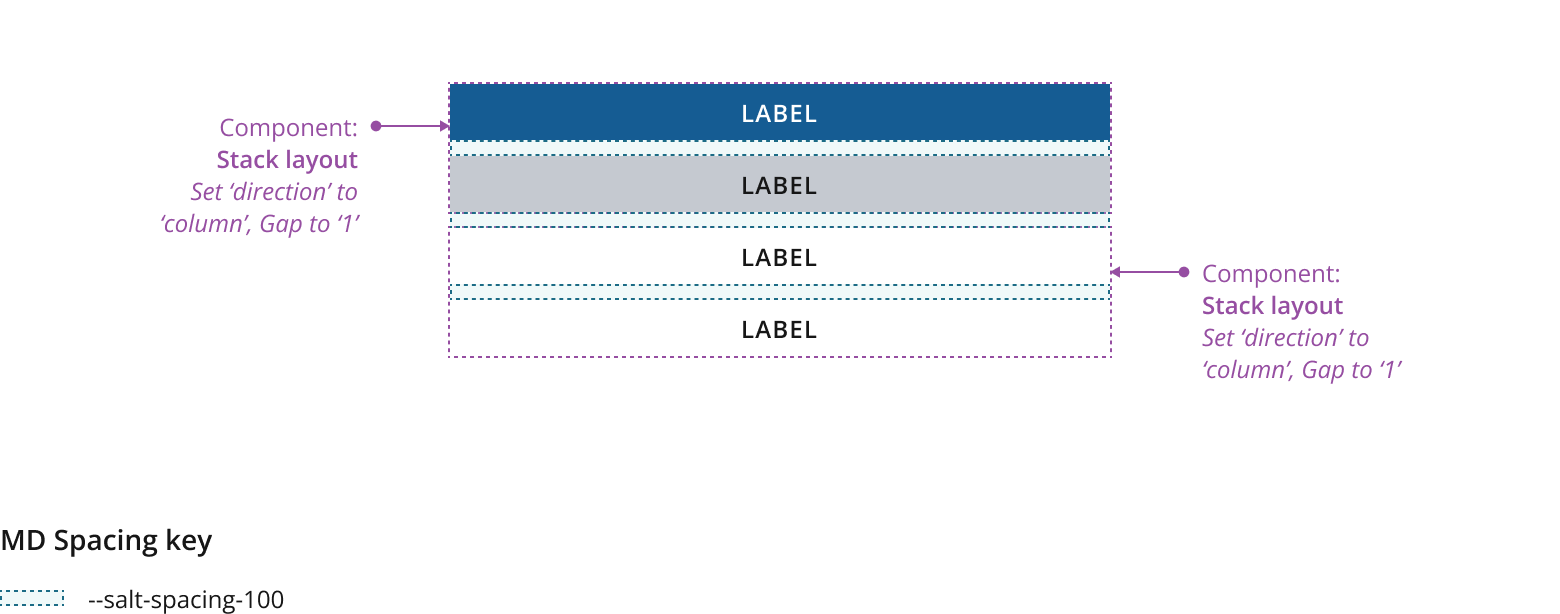 LABEL
Component:
Stack layout
Set ‘direction’ to
‘column’, Gap to ‘1’
LABEL
LABEL
Component:
Stack layout
Set ‘direction’ to
‘column’, Gap to ‘1’
LABEL
MD Spacing key
--salt-spacing-100